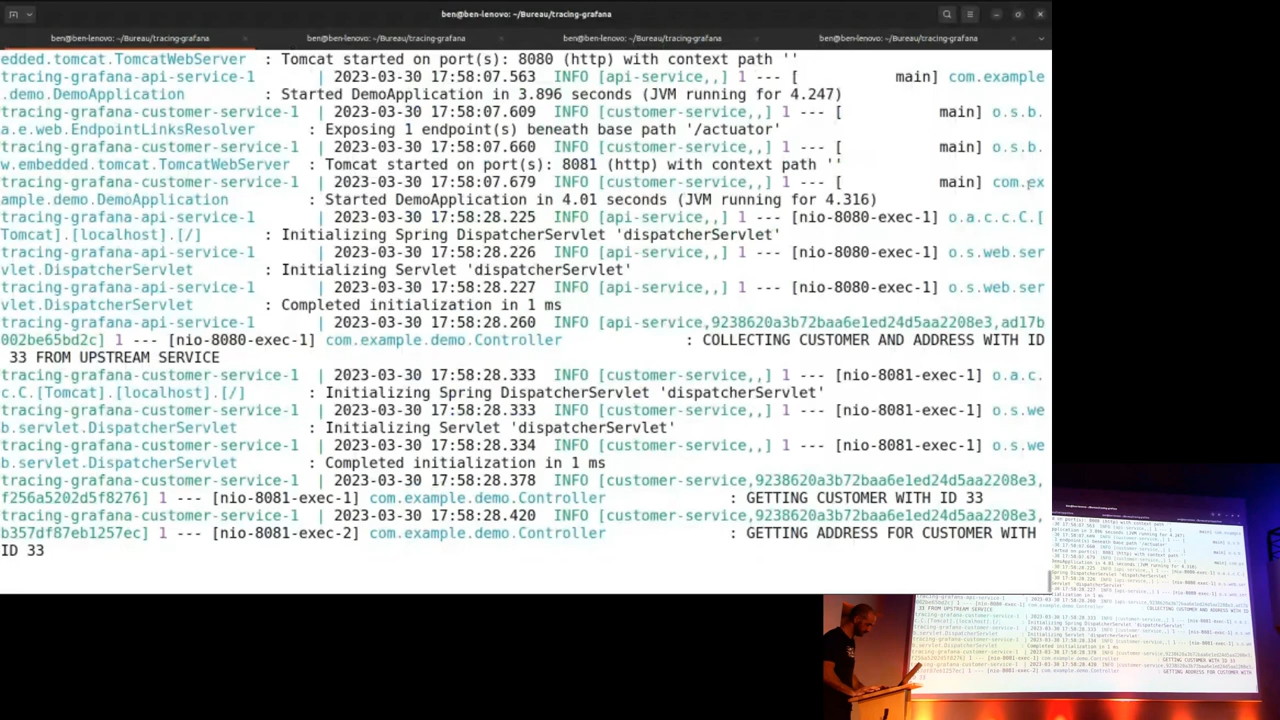 ben@ben-lenovo: ~/Bureau/tracing-grafana
ben@ben-lenovo: ~/Bureau/tracing-grafana
ben@ben-lenovo: ~/Bureau/tracing-grafana
ben@ben-lenovo: ~/Bureau/tracing-grafana
ben@ben-lenovo: ~/Bureau/tracing-grafana
edded.tomcat.TomcatWebServer : Tomcat started on port(s): 8080 (http) with context path ''
tracing-grafana-api-service-1 | 2023-03-30 17:58:07.563 INFO [api-service,,] 1 --- [ main] com.example
.demo.DemoApplication : Started DemoApplication in 3.896 seconds (JVM running for 4.247)
tracing-grafana-customer-service-1 | 2023-03-30 17:58:07.609 INFO [customer-service,,] 1 --- [ main] o.s.b.
a.e.web.EndpointLinksResolver : Exposing 1 endpoint(s) beneath base path '/actuator'
tracing-grafana-customer-service-1 | 2023-03-30 17:58:07.660 INFO [customer-service,,] 1 --- [ main] o.s.b.
w.embedded.tomcat.TomcatWebServer : Tomcat started on port(s): 8081 (http) with context path ''
tracing-grafana-customer-service-1 | 2023-03-30 17:58:07.679 INFO [customer-service,,] 1 --- [ main] com.ex
ample.demo.DemoApplication : Started DemoApplication in 4.01 seconds (JVM running for 4.316)
tracing-grafana-api-service-1 | 2023-03-30 17:58:28.225 INFO [api-service,,] 1 --- [nio-8080-exec-1] o.a.c.c.C.[
Tomcat].[localhost].[/] : Initializing Spring DispatcherServlet 'dispatcherServlet'
tracing-grafana-api-service-1 | 2023-03-30 17:58:28.226 INFO [api-service,,] 1 --- [nio-8080-exec-1] o.s.web.ser
vlet.DispatcherServlet : Initializing Servlet 'dispatcherServlet'
tracing-grafana-api-service-1 | 2023-03-30 17:58:28.227 INFO [api-service,,] 1 --- [nio-8080-exec-1] o.s.web.ser
vlet.DispatcherServlet : Completed initialization in 1 ms
tracing-grafana-api-service-1 | 2023-03-30 17:58:28.260 INFO [api-service,9238620a3b72baa6e1ed24d5aa2208e3,ad17b
002be65bd2c] 1 --- [nio-8080-exec-1] com.example.demo.Controller : COLLECTING CUSTOMER AND ADDRESS WITH ID
33 FROM UPSTREAM SERVICE
tracing-grafana-customer-service-1 | 2023-03-30 17:58:28.333 INFO [customer-service,,] 1 --- [nio-8081-exec-1] o.a.c.
c.C.[Tomcat].[localhost].[/] : Initializing Spring DispatcherServlet 'dispatcherServlet'
tracing-grafana-customer-service-1 | 2023-03-30 17:58:28.333 INFO [customer-service,,] 1 --- [nio-8081-exec-1] o.s.we
b.servlet.DispatcherServlet : Initializing Servlet 'dispatcherServlet'
tracing-grafana-customer-service-1 | 2023-03-30 17:58:28.334 INFO [customer-service,,] 1 --- [nio-8081-exec-1] o.s.we
b.servlet.DispatcherServlet : Completed initialization in 1 ms
tracing-grafana-customer-service-1 | 2023-03-30 17:58:28.378 INFO [customer-service,9238620a3b72baa6e1ed24d5aa2208e3,
f256a5202d5f8276] 1 --- [nio-8081-exec-1] com.example.demo.Controller : GETTING CUSTOMER WITH ID 33
tracing-grafana-customer-service-1 | 2023-03-30 17:58:28.420 INFO [customer-service,9238620a3b72baa6e1ed24d5aa2208e3,
b357df87eb1257ec] 1 --- [nio-8081-exec-2] com.example.demo.Controller : GETTING ADDRESS FOR CUSTOMER WITH
ID 33